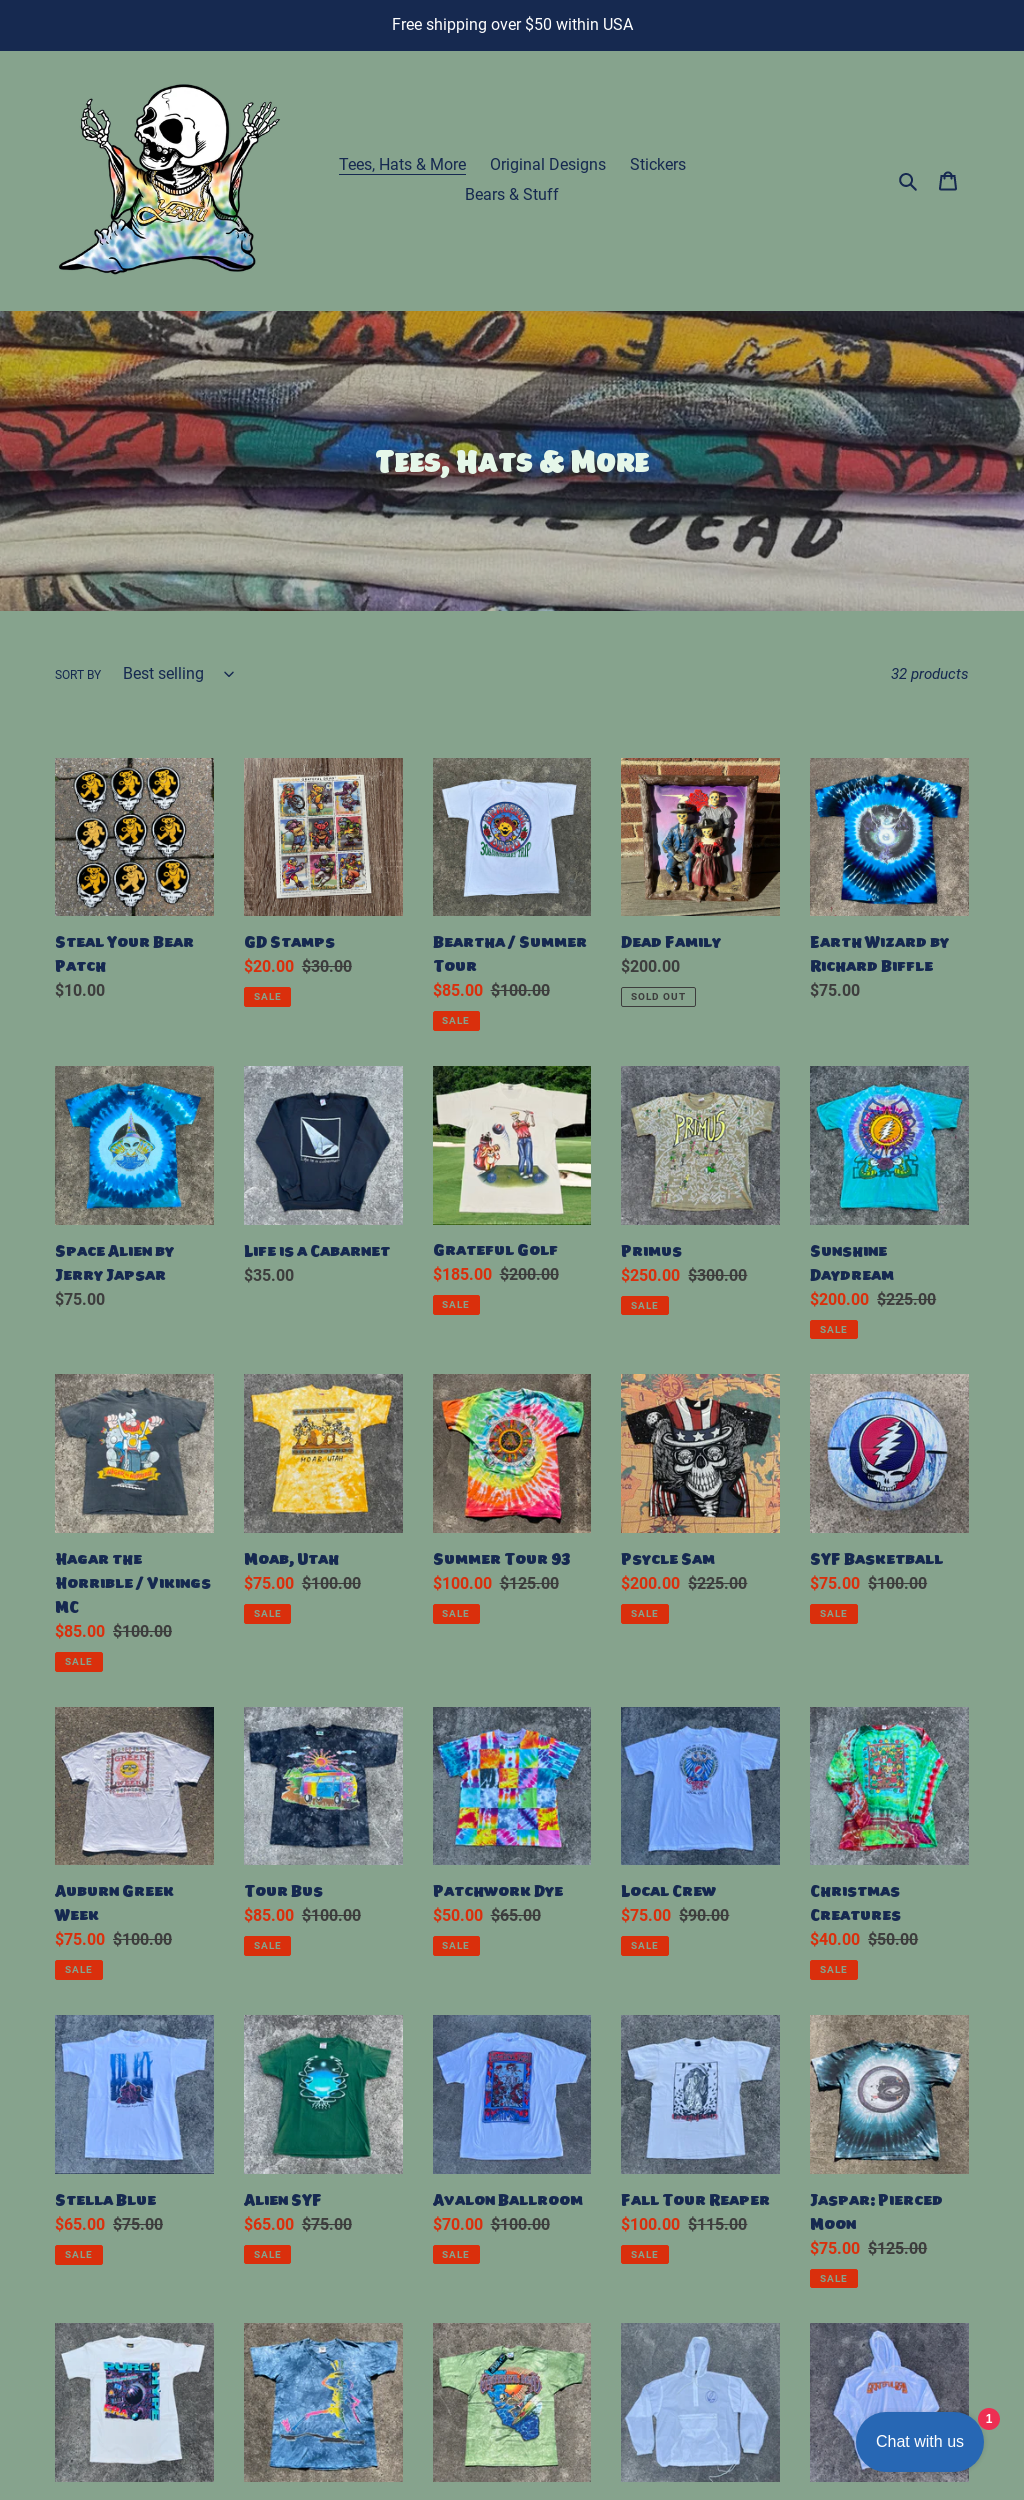 Free shipping over $50 within USA
Tees, Hats & More
Original Designs
Stickers
Bears & Stuff
Tees, Hats & More
THE DEAD
SORT BY
Best selling
32 products
Steal Your Bear
Patch
$10.00
GD Stamps
$20.00 $30.00
SALE
Beartha / Summer
Tour
$85.00 $100.00
SALE
Dead Family
$200.00
SOLD OUT
Earth Wizard by
Richard Biffle
$75.00
Space Alien by
Jerry Japsar
$75.00
Life is a Cabarnet
$35.00
Grateful Golf
$185.00 $200.00
SALE
PRIMUS
Primus
$250.00 $300.00
SALE
Sunshine
Daydream
$200.00 $225.00
SALE
Hagar the
Horrible / Vikings
MC
$85.00 $100.00
SALE
MOAB, UTAH
Moab, Utah
$75.00 $100.00
SALE
Summer Tour 93
$100.00 $125.00
SALE
Psycle Sam
$200.00 $225.00
SALE
SYF Basketball
$75.00 $100.00
SALE
GREEK
WEEK
Auburn Greek
Week
$75.00 $100.00
SALE
Tour Bus
$85.00 $100.00
SALE
Patchwork Dye
$50.00 $65.00
SALE
Local Crew
$75.00 $90.00
SALE
Christmas
Creatures
$40.00 $50.00
SALE
Stella Blue
$65.00 $75.00
SALE
Alien SYF
$65.00 $75.00
SALE
Avalon Ballroom
$70.00 $100.00
SALE
Fall Tour Reaper
$100.00 $115.00
SALE
Jaspar: Pierced
Moon
$75.00 $125.00
SALE
Chat with us
1